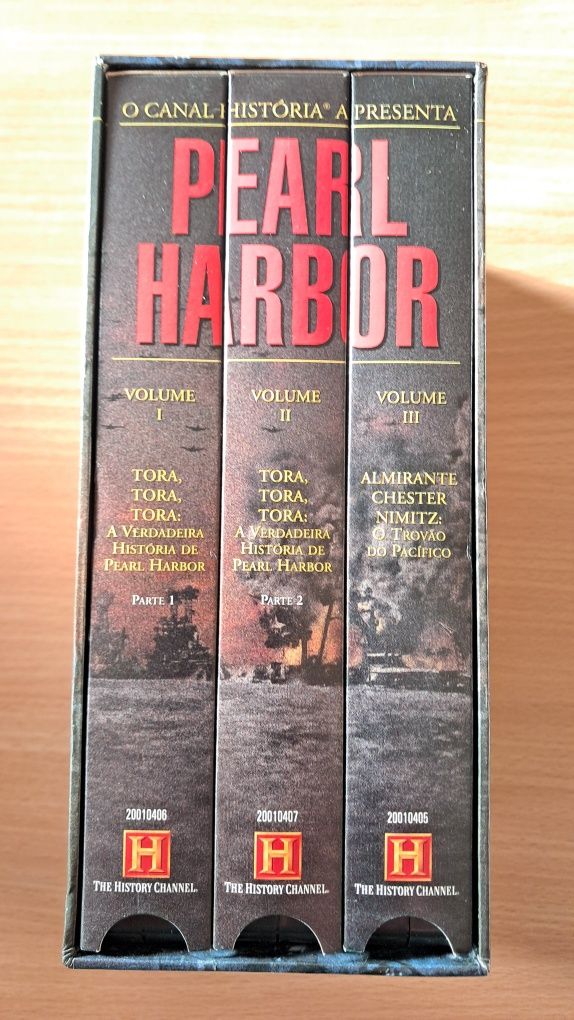 O CANAL HISTÓRIA® APRESENTA
PEARL
HARBOR
VOLUME
I
TORA,
TORA,
TORA:
A VERDADEIRA
HISTÓRIA DE
PEARL HARBOR
PARTE 1
20010406
H
THE HISTORY CHANNEL.
VOLUME
II
TORA,
TORA,
TORA:
A VERDADEIRA
HISTÓRIA DE
PEARL HARBOR
PARTE 2
20010407
H
THE HISTORY CHANNEL.
VOLUME
III
ALMIRANTE
CHESTER
NIMITZ:
O TROVÃO
DO PACÍFICO
20010405
H
THE HISTORY CHANNEL.